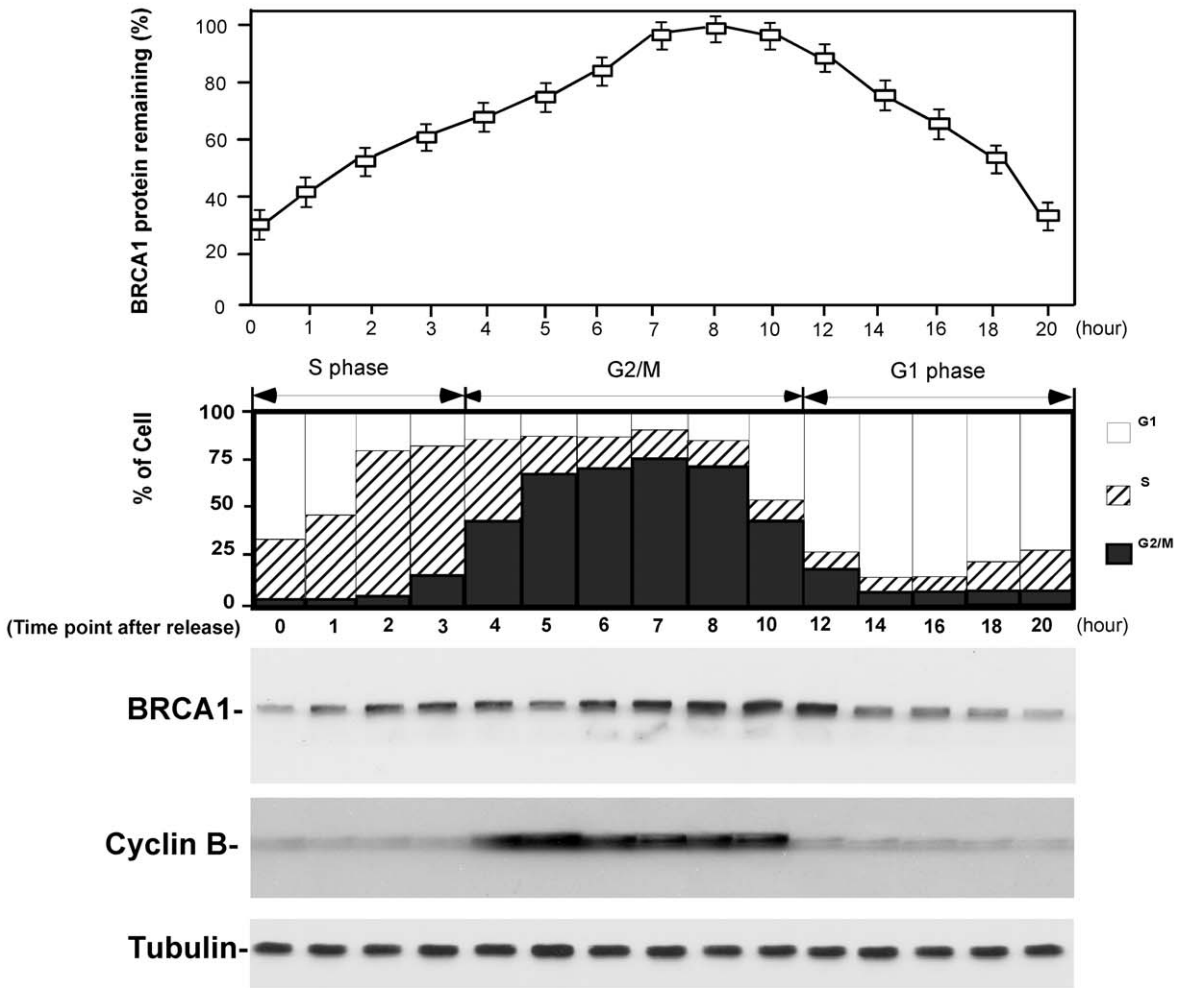 BRCA1 protein remaining (%)
100
80
60
40
20
0
0 1 2 3 4 5 6 7 8 10 12 14 16 18 20 (hour)
S phase G2/M G1 phase
% of Cell
100
75
50
25
0
G1
S
G2/M
(Time point after release) 0 1 2 3 4 5 6 7 8 10 12 14 16 18 20 (hour)
BRCA1-
Cyclin B-
Tubulin-